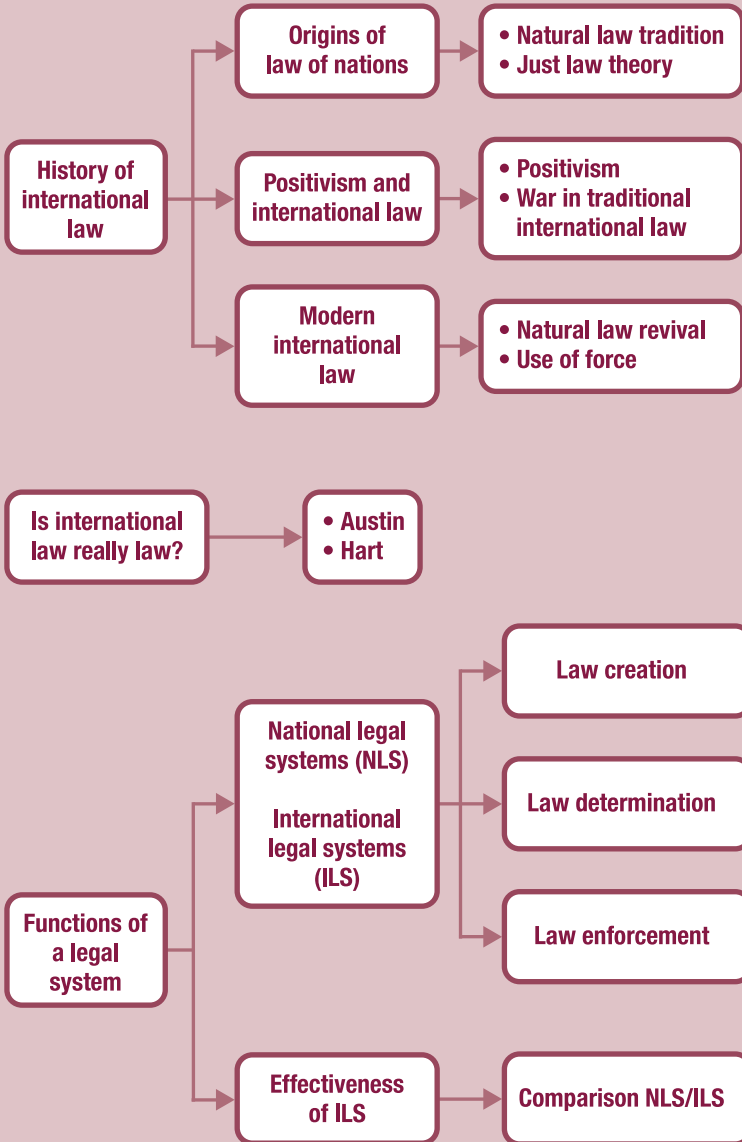 Origins of
law of nations
• Natural law tradition
• Just law theory
History of
international
law
Positivism and
international law
• Positivism
• War in traditional
international law
Modern
international
law
• Natural law revival
• Use of force
Is international
law really law?
• Austin
• Hart
Functions of
a legal
system
National legal
systems (NLS)
International
legal systems
(ILS)
Law creation
Law determination
Law enforcement
Effectiveness
of ILS
Comparison NLS/ILS